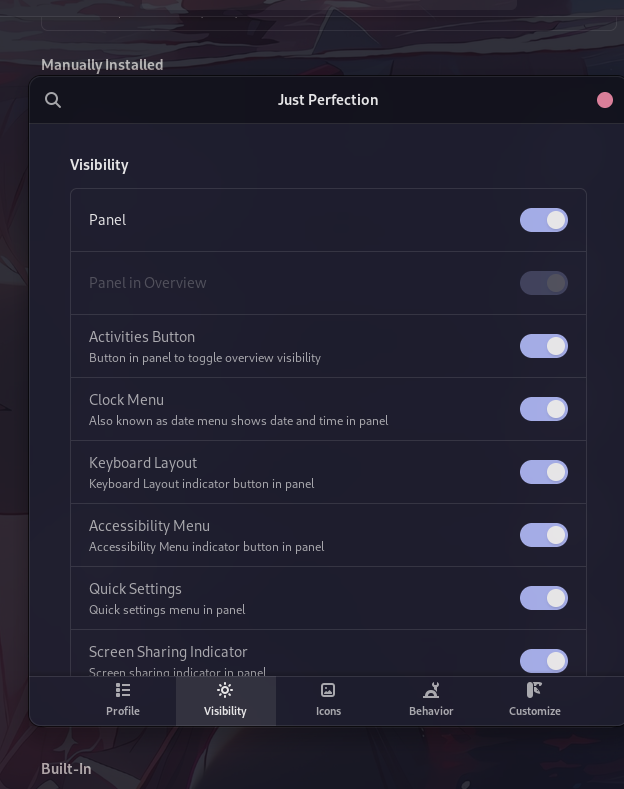 Manually Installed
Just Perfection
Visibility
Panel
Panel in Overview
Activities Button
Button in panel to toggle overview visibility
Clock Menu
Also known as date menu shows date and time in panel
Keyboard Layout
Keyboard Layout indicator button in panel
Accessibility Menu
Accessibility Menu indicator button in panel
Quick Settings
Quick settings menu in panel
Screen Sharing Indicator
Screen sharing indicator in panel
Profile
Visibility
Icons
Behavior
Customize
Built-In